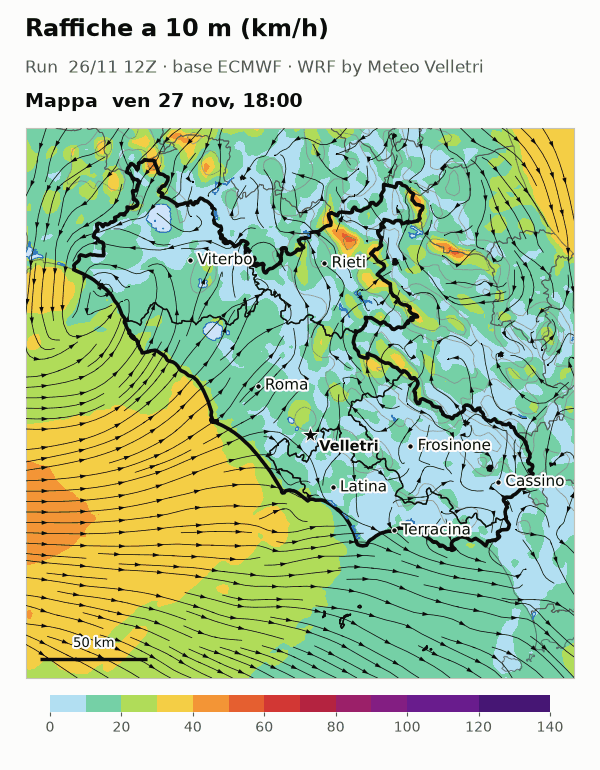 Raffiche a 10 m (km/h)
Run 26/11 12Z · base ECMWF · WRF by Meteo Velletri
Mappa ven 27 nov, 18:00
Viterbo
Rieti
Roma
Velletri
Frosinone
Cassino
Latina
Terracina
50 km
0 20 40 60 80 100 120 140